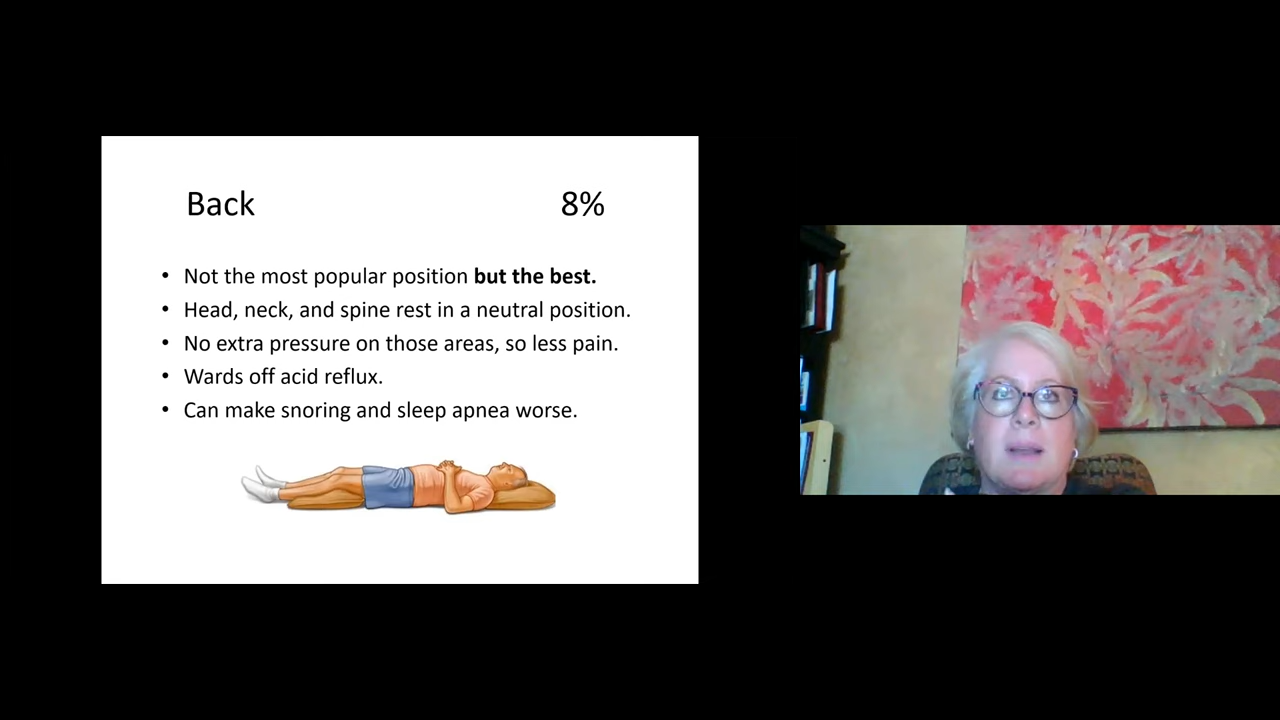 Back 8%
• Not the most popular position but the best.
• Head, neck, and spine rest in a neutral position.
• No extra pressure on those areas, so less pain.
• Wards off acid reflux.
• Can make snoring and sleep apnea worse.